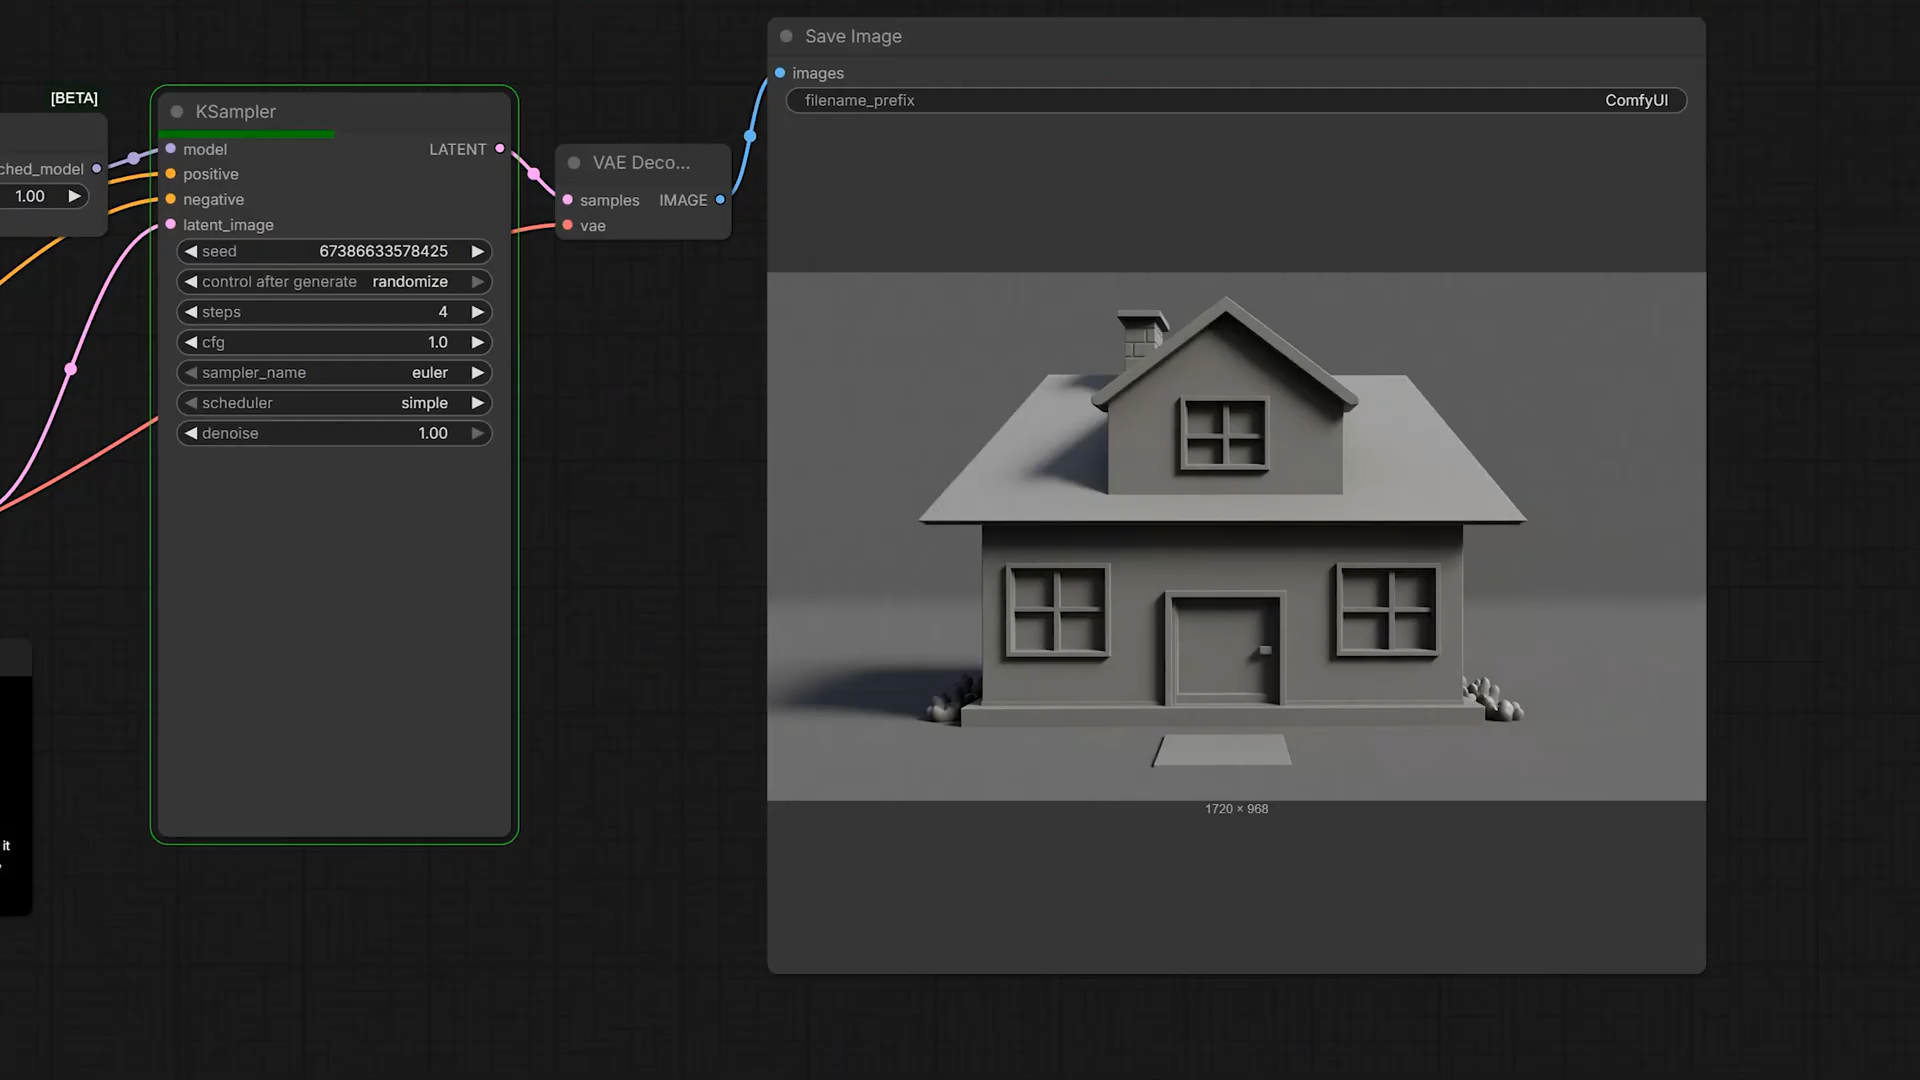 [BETA]
ched_model
1.00
KSampler
model
LATENT
positive
negative
latent_image
seed 67386633578425
control after generate randomize
steps 4
cfg 1.0
sampler_name euler
scheduler simple
denoise 1.00
VAE Deco...
samples IMAGE
vae
Save Image
images
filename_prefix ComfyUI
1720 × 968
it